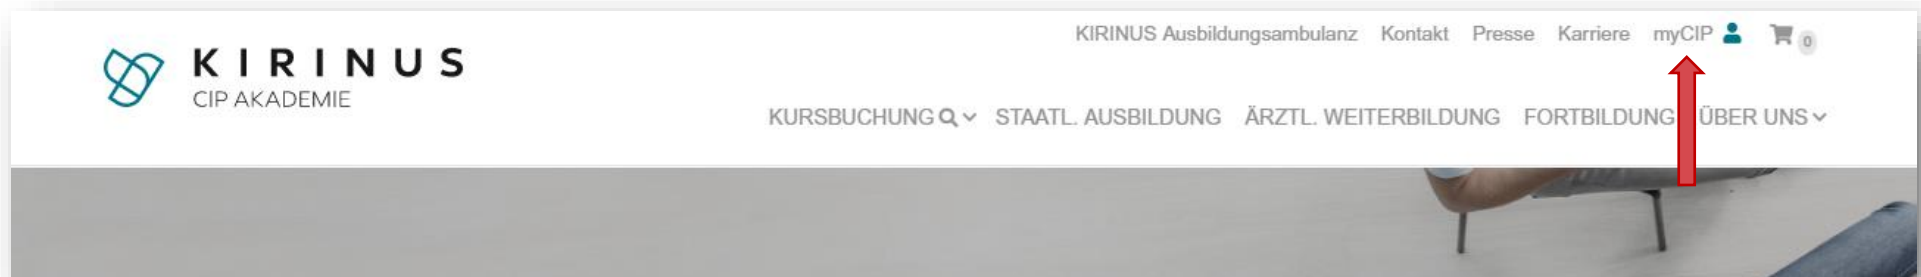 KIRINUS Ausbildungsambulanz Kontakt Presse Karriere myCIP 0
KIRINUS
CIP AKADEMIE
KURSBUCHUNG STAATL. AUSBILDUNG ÄRZTL. WEITERBILDUNG FORTBILDUNG ÜBER UNS